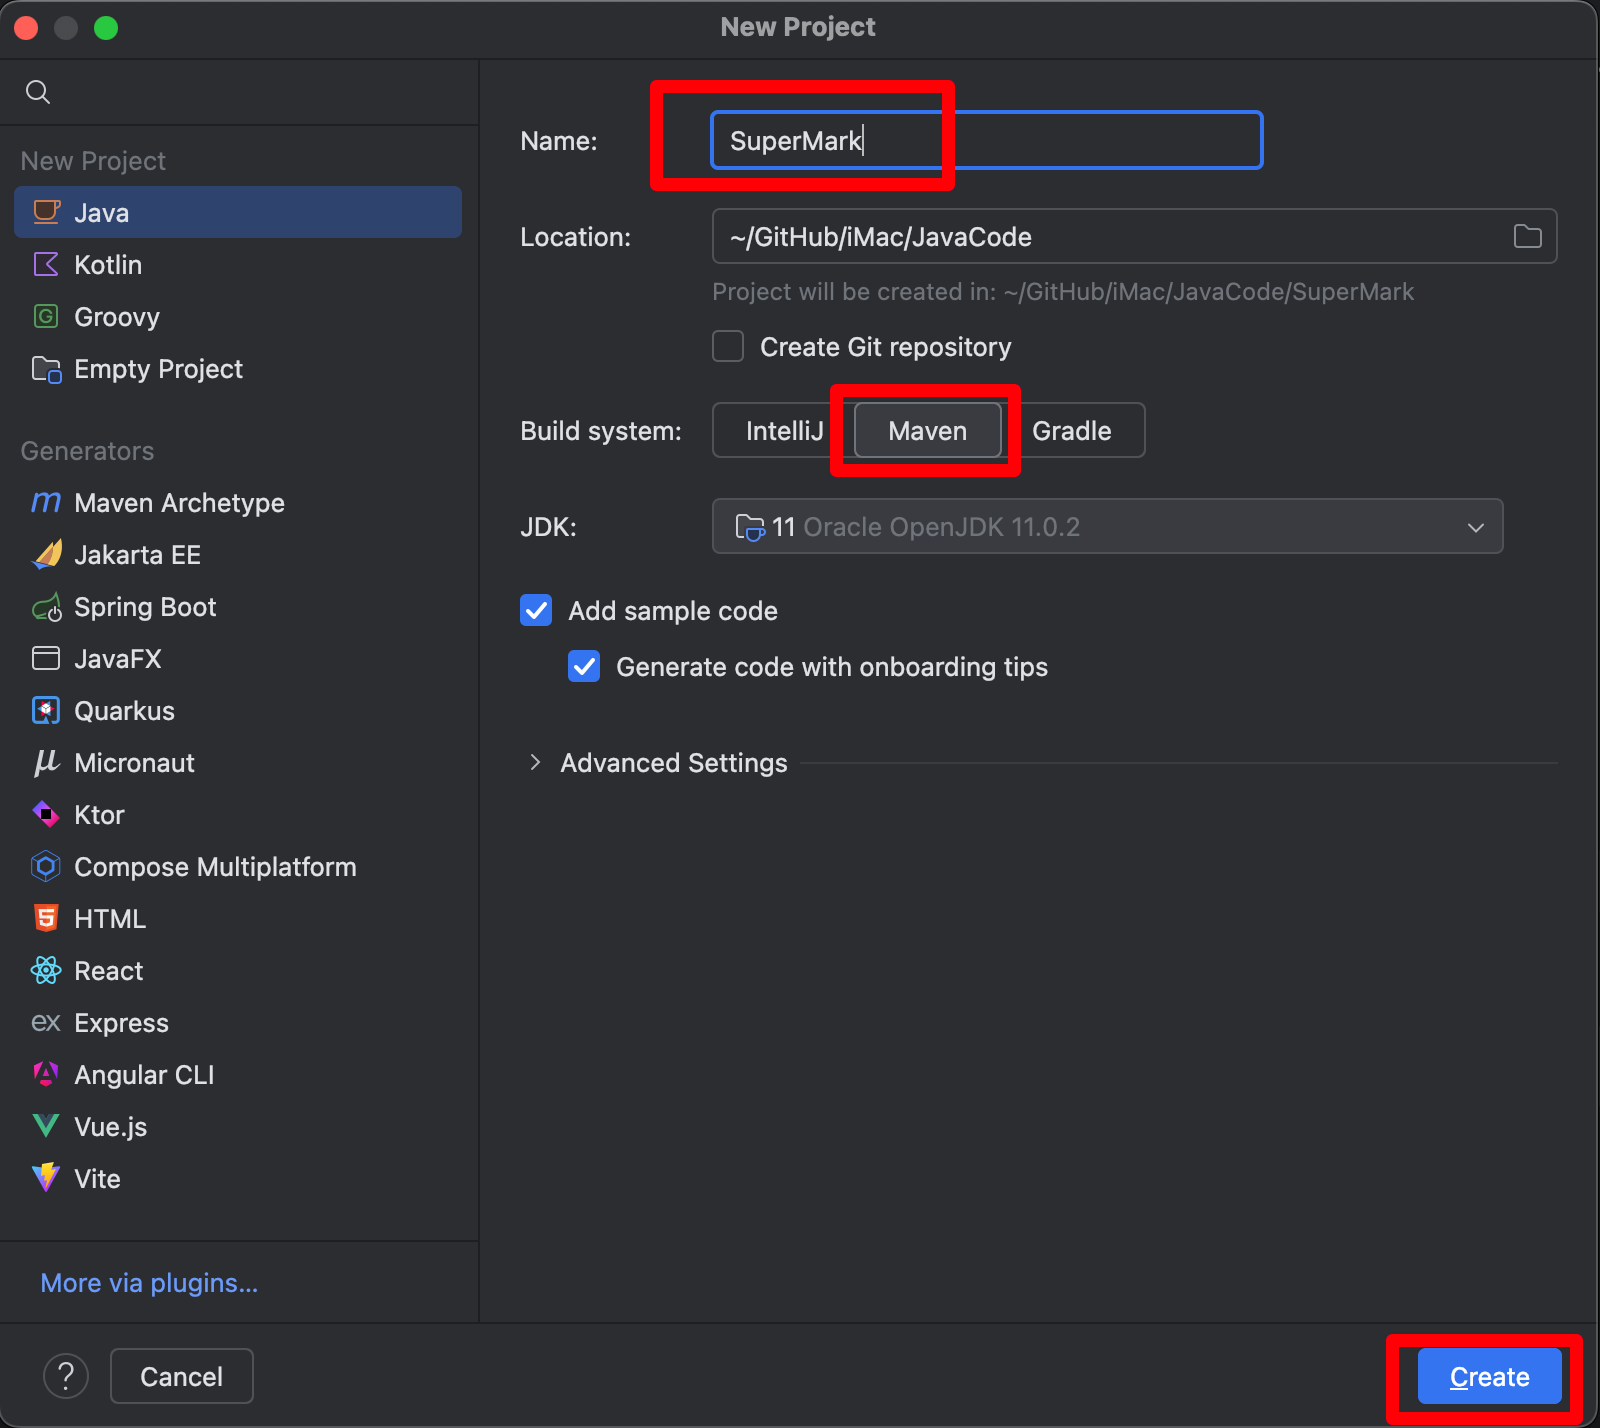 New Project
New Project
Java
Kotlin
Groovy
Empty Project
Generators
Maven Archetype
Jakarta EE
Spring Boot
JavaFX
Quarkus
Micronaut
Ktor
Compose Multiplatform
HTML
React
Express
Angular CLI
Vue.js
Vite
More via plugins...
Name: SuperMark
Location: ~/GitHub/iMac/JavaCode
Project will be created in: ~/GitHub/iMac/JavaCode/SuperMark
Create Git repository
Build system: IntelliJ Maven Gradle
JDK: 11 Oracle OpenJDK 11.0.2
Add sample code
Generate code with onboarding tips
Advanced Settings
? Cancel Create